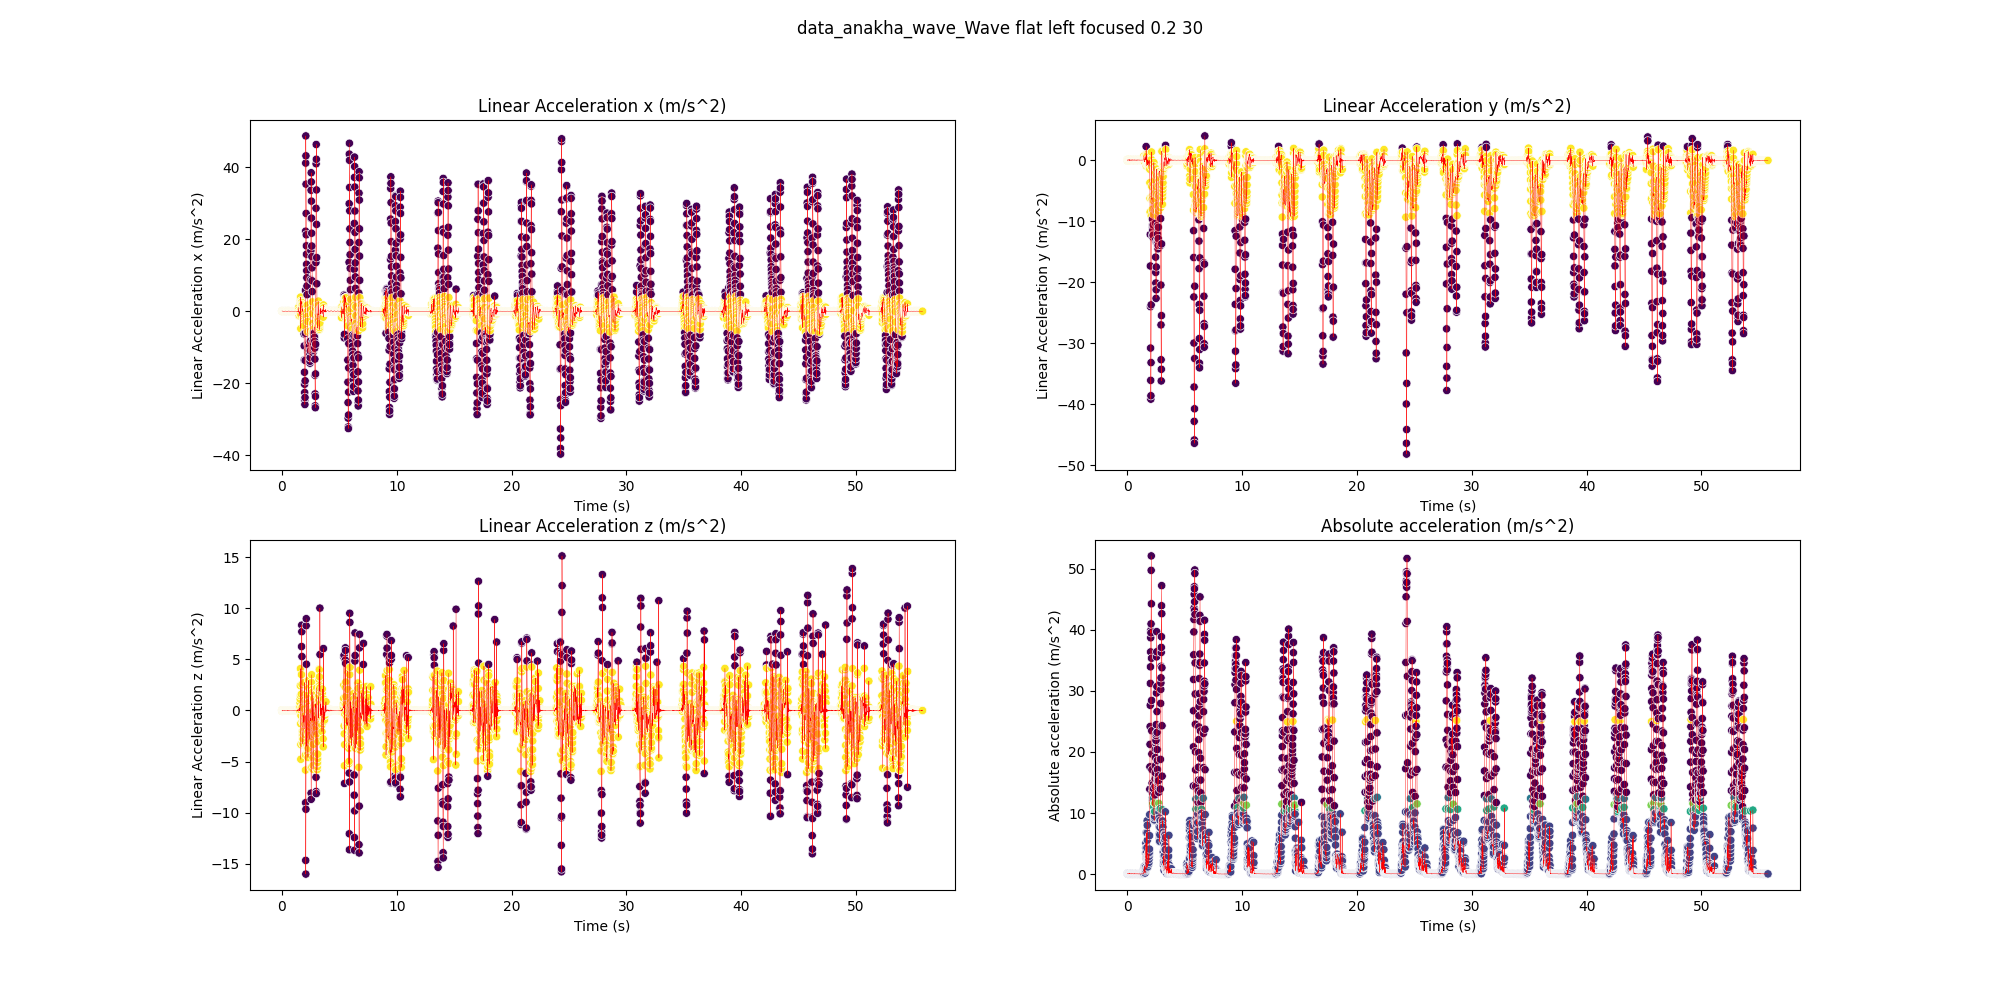 data_anakha_wave_Wave flat left focused 0.2 30
Linear Acceleration x (m/s^2)
Linear Acceleration x (m/s^2)
40
20
0
−20
−40
0 10 20 30 40 50
Time (s)
Linear Acceleration y (m/s^2)
Linear Acceleration y (m/s^2)
0
−10
−20
−30
−40
−50
0 10 20 30 40 50
Time (s)
Linear Acceleration z (m/s^2)
Linear Acceleration z (m/s^2)
15
10
5
0
−5
−10
−15
0 10 20 30 40 50
Time (s)
Absolute acceleration (m/s^2)
Absolute acceleration (m/s^2)
50
40
30
20
10
0
0 10 20 30 40 50
Time (s)